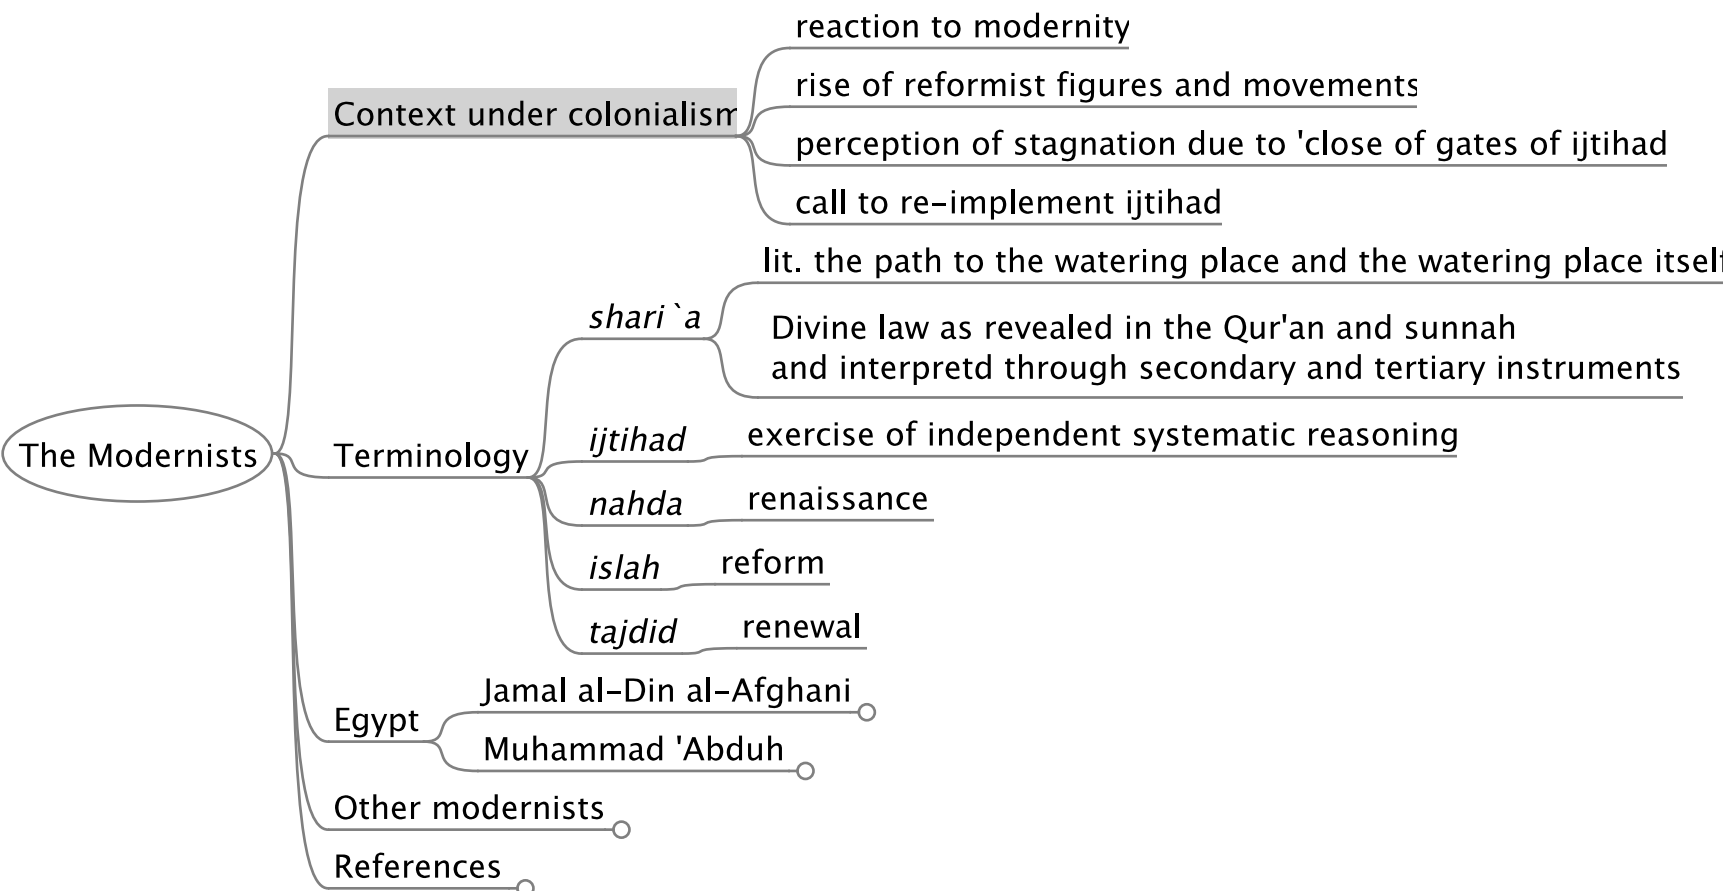 reaction to modernity
rise of reformist figures and movements
Context under colonialism
perception of stagnation due to 'close of gates of ijtihad
call to re-implement ijtihad
lit. the path to the watering place and the watering place itself
shari`a
Divine law as revealed in the Qur'an and sunnah
and interpretd through secondary and tertiary instruments
The Modernists
Terminology
ijtihad
exercise of independent systematic reasoning
nahda
renaissance
islah
reform
tajdid
renewal
Egypt
Jamal al-Din al-Afghani
Muhammad 'Abduh
Other modernists
References